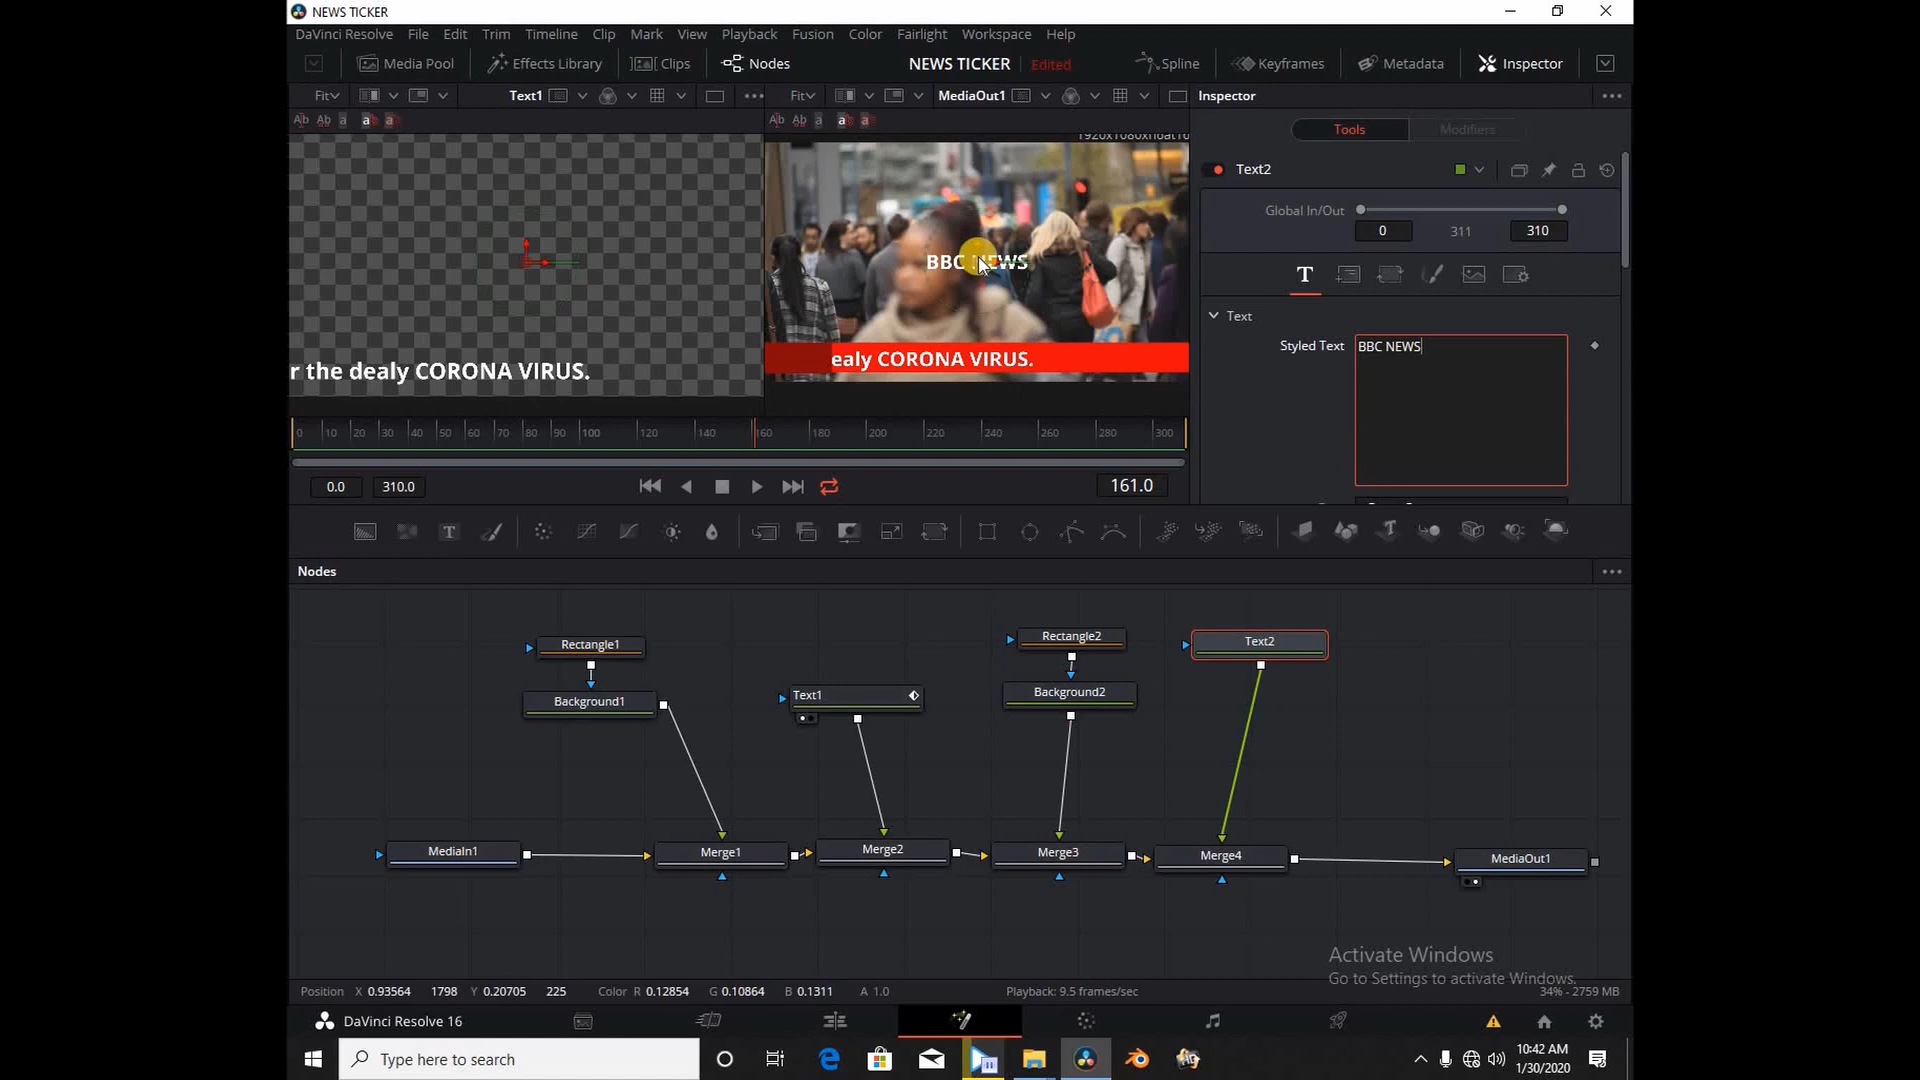 NEWS TICKER
DaVinci Resolve File Edit Trim Timeline Clip Mark View Playback Fusion Color Fairlight Workspace Help
Media Pool Effects Library Clips Nodes NEWS TICKER Edited Spline Keyframes Metadata Inspector
Fit Text1 Fit MediaOut1 Inspector
Tools Modifiers
Text2
Global In/Out
0 311 310
BBC NEWS
T
Text
Styled Text BBC NEWS
ealy CORONA VIRUS.
r the dealy CORONA VIRUS.
0 10 20 30 40 50 60 70 80 90 100 120 140 160 180 200 220 240 260 280 300
0.0 310.0 161.0
Nodes
Rectangle1 Rectangle2 Text2
Background1 Text1 Background2
MediaIn1 Merge1 Merge2 Merge3 Merge4 MediaOut1
Activate Windows
Go to Settings to activate Windows.
Position X 0.93564 1798 Y 0.20705 225 Color R 0.12854 G 0.10864 B 0.1311 A 1.0 Playback: 9.5 frames/sec 34% - 2759 MB
DaVinci Resolve 16
Type here to search
10:42 AM
1/30/2020